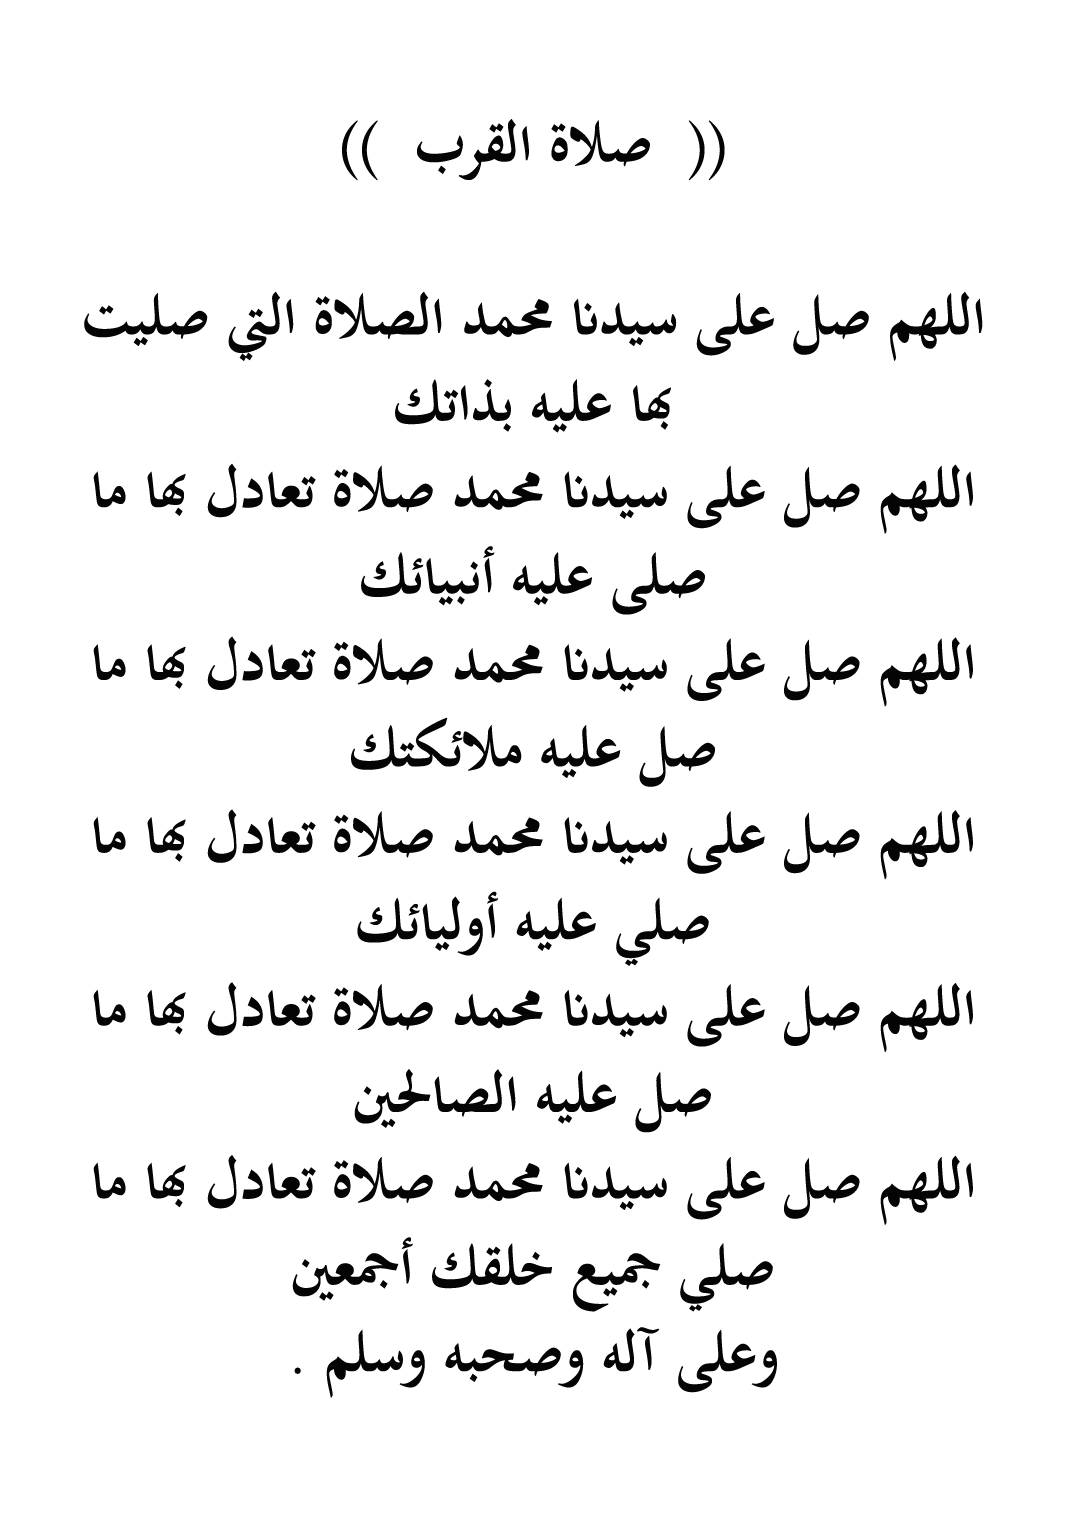 (( صلاة القرب ))
اللهم صل على سيدنا محمد الصلاة التي صليت
بها عليه بذاتك
اللهم صل على سيدنا محمد صلاة تعادل بها ما
صلى عليه أنبيائك
اللهم صل على سيدنا محمد صلاة تعادل بها ما
صل عليه ملائكتك
اللهم صل على سيدنا محمد صلاة تعادل بها ما
صلي عليه أوليائك
اللهم صل على سيدنا محمد صلاة تعادل بها ما
صل عليه الصالحين
اللهم صل على سيدنا محمد صلاة تعادل بها ما
صلي جميع خلقك أجمعين
وعلى آله وصحبه وسلم .